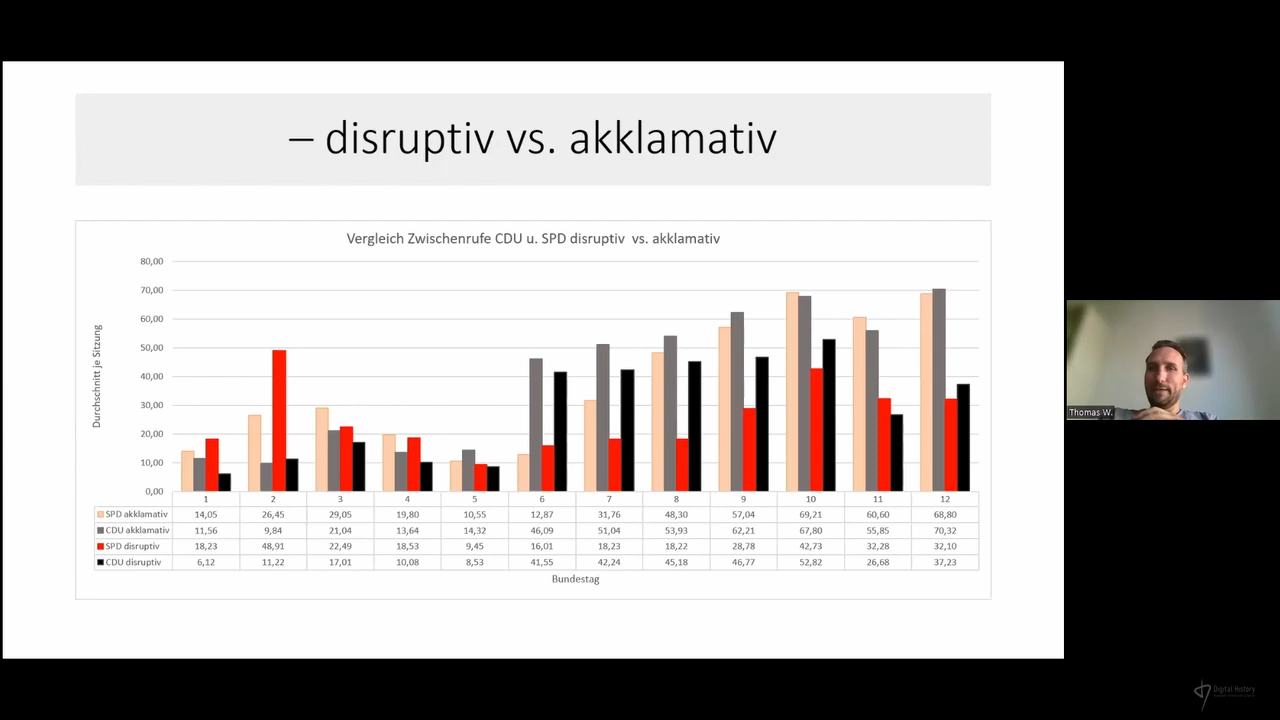 – disruptiv vs. akklamativ
Vergleich Zwischenrufe CDU u. SPD disruptiv vs. akklamativ
80,00
70,00
60,00
50,00
40,00
30,00
20,00
10,00
0,00
Durchschnitt je Sitzung
1 2 3 4 5 6 7 8 9 10 11 12
SPD akklamativ 14,05 26,45 29,05 19,80 10,55 12,87 31,76 48,30 57,04 69,21 60,60 68,80
CDU akklamativ 11,56 9,84 21,04 13,64 14,32 46,09 51,04 53,93 62,21 67,80 55,85 70,32
SPD disruptiv 18,23 48,91 22,49 18,53 9,45 16,01 18,23 18,22 28,78 42,73 32,28 32,10
CDU disruptiv 6,12 11,22 17,01 10,08 8,53 41,55 42,24 45,18 46,77 52,82 26,68 37,23
Bundestag
Thomas W.
Digital History